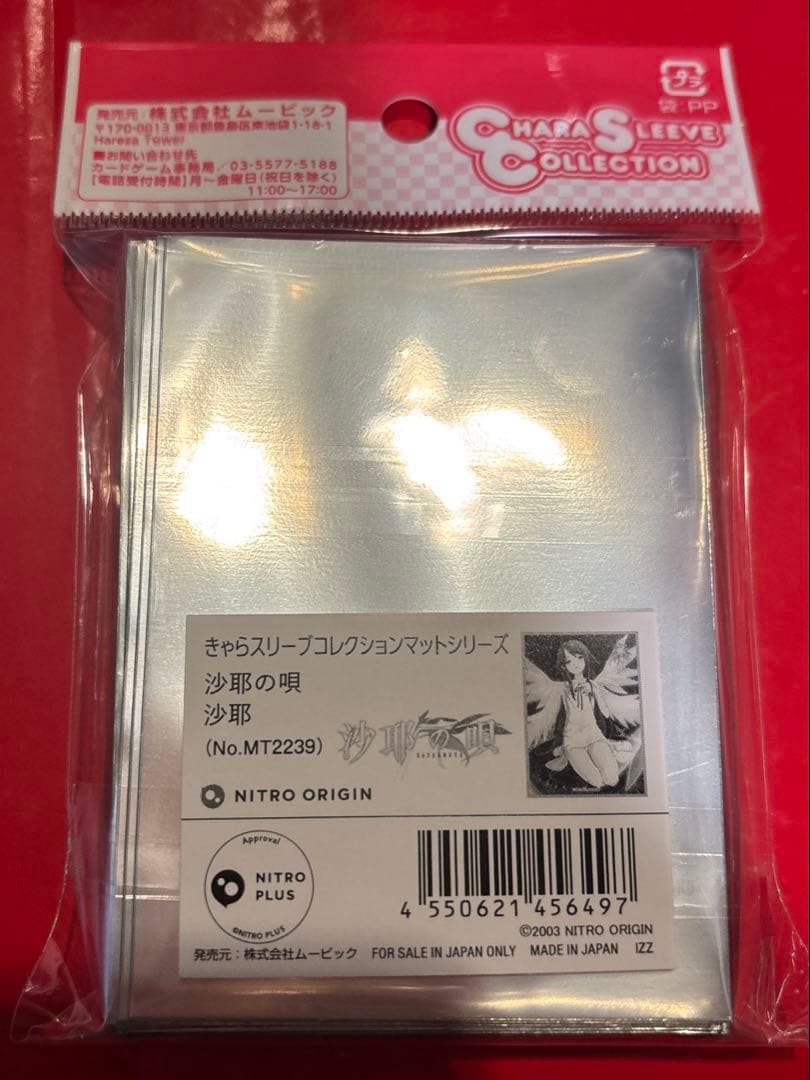 発売元：株式会社ムービック
〒170-0013 東京都豊島区東池袋1-18-1
Hareza Tower
■お問い合わせ先
カードゲーム事務局／03-5577-5188
【電話受付時間】月～金曜日（祝日を除く）
11:00～17:00
プラ
袋:PP
CHARA SLEEVE
COLLECTION
きゃらスリーブコレクションマットシリーズ
沙耶の唄
沙耶
(No.MT2239)
沙耶の唄
NITRO ORIGIN
Approval
NITRO
PLUS
©NITRO PLUS
4 550621 456497
©2003 NITRO ORIGIN
発売元：株式会社ムービック FOR SALE IN JAPAN ONLY MADE IN JAPAN IZZ